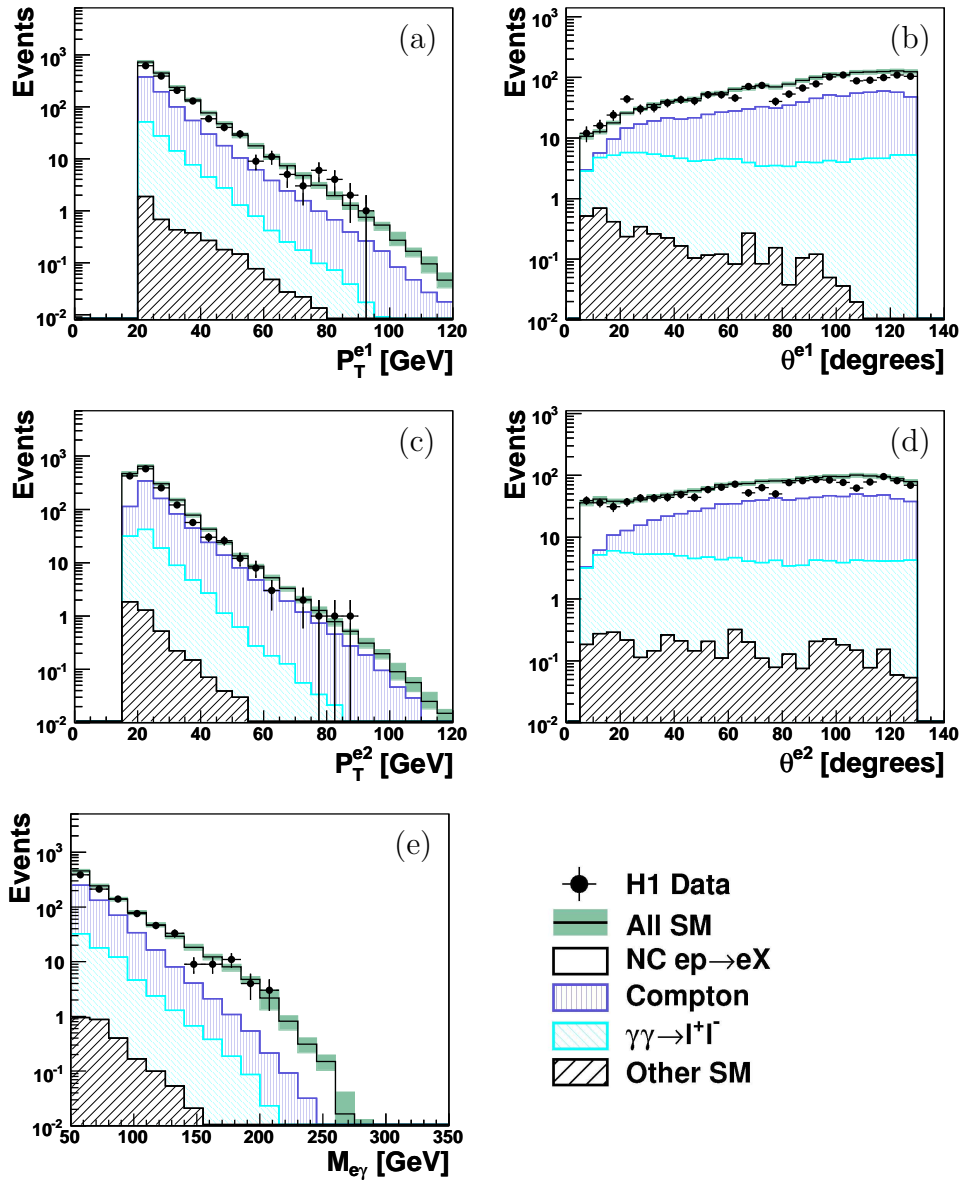 (a)
Events
10³
10²
10
1
10⁻¹
10⁻²
0 20 40 60 80 100 120
P_T^{e1} [GeV]
(b)
Events
10³
10²
10
1
10⁻¹
10⁻²
0 20 40 60 80 100 120 140
θ^{e1} [degrees]
(c)
Events
10³
10²
10
1
10⁻¹
10⁻²
0 20 40 60 80 100 120
P_T^{e2} [GeV]
(d)
Events
10³
10²
10
1
10⁻¹
10⁻²
0 20 40 60 80 100 120 140
θ^{e2} [degrees]
(e)
Events
10³
10²
10
1
10⁻¹
10⁻²
50 100 150 200 250 300 350
M_{eγ} [GeV]
H1 Data
All SM
NC ep→eX
Compton
γγ→l⁺l⁻
Other SM